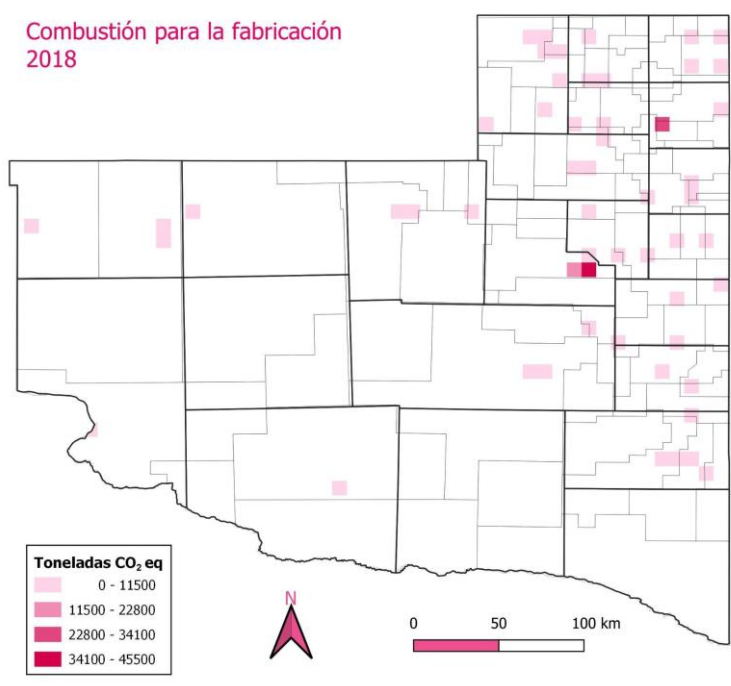 Combustión para la fabricación
2018
Toneladas CO₂ eq
0 - 11500
11500 - 22800
22800 - 34100
34100 - 45500
N
0 50 100 km